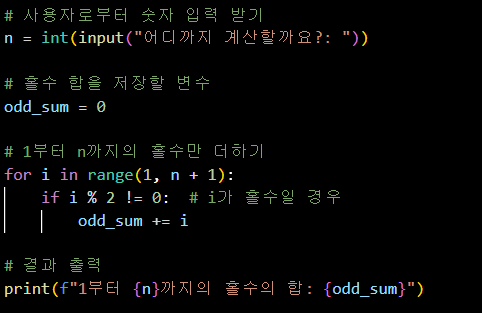 # 사용자로부터 숫자 입력 받기
n = int(input("어디까지 계산할까요?: "))
# 홀수 합을 저장할 변수
odd_sum = 0
# 1부터 n까지의 홀수만 더하기
for i in range(1, n + 1):
    if i % 2 != 0:  # i가 홀수일 경우
        odd_sum += i
# 결과 출력
print(f"1부터 {n}까지의 홀수의 합: {odd_sum}")